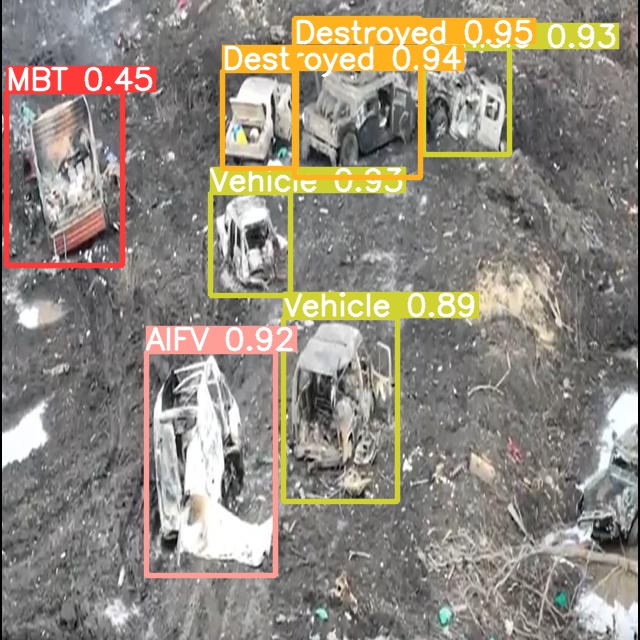 Destroyed 0.95
0.93
Destroyed 0.94
MBT 0.45
Vehicle 0.93
Vehicle 0.89
AIFV 0.92